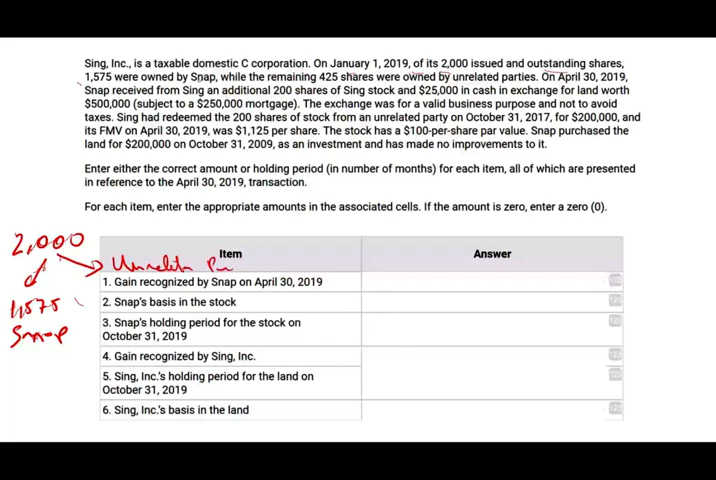 Sing, Inc., is a taxable domestic C corporation. On January 1, 2019, of its 2,000 issued and outstanding shares,
1,575 were owned by Snap, while the remaining 425 shares were owned by unrelated parties. On April 30, 2019,
Snap received from Sing an additional 200 shares of Sing stock and $25,000 in cash in exchange for land worth
$500,000 (subject to a $250,000 mortgage). The exchange was for a valid business purpose and not to avoid
taxes. Sing had redeemed the 200 shares of stock from an unrelated party on October 31, 2017, for $200,000, and
its FMV on April 30, 2019, was $1,125 per share. The stock has a $100-per-share par value. Snap purchased the
land for $200,000 on October 31, 2009, as an investment and has made no improvements to it.
Enter either the correct amount or holding period (in number of months) for each item, all of which are presented
in reference to the April 30, 2019, transaction.
For each item, enter the appropriate amounts in the associated cells. If the amount is zero, enter a zero (0).
2,000
Item Answer
1. Gain recognized by Snap on April 30, 2019
1,575
2. Snap's basis in the stock
Snap
3. Snap's holding period for the stock on
October 31, 2019
4. Gain recognized by Sing, Inc.
5. Sing, Inc.'s holding period for the land on
October 31, 2019
6. Sing, Inc.'s basis in the land